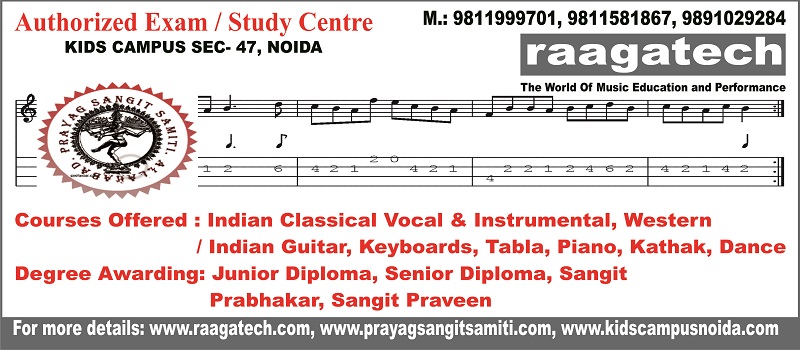 Authorized Exam / Study Centre
KIDS CAMPUS SEC- 47, NOIDA
M.: 9811999701, 9811581867, 9891029284
raagatech
The World Of Music Education and Performance
PRAYAG SANGIT SAMITI. ALLAHABAD
1 2 6 4 2 1 2 0 4 2 1 4 2 2 1 2 4 6 2 4 2 1 4 2
Courses Offered : Indian Classical Vocal & Instrumental, Western
/ Indian Guitar, Keyboards, Tabla, Piano, Kathak, Dance
Degree Awarding: Junior Diploma, Senior Diploma, Sangit
Prabhakar, Sangit Praveen
For more details: www.raagatech.com, www.prayagsangitsamiti.com, www.kidscampusnoida.com